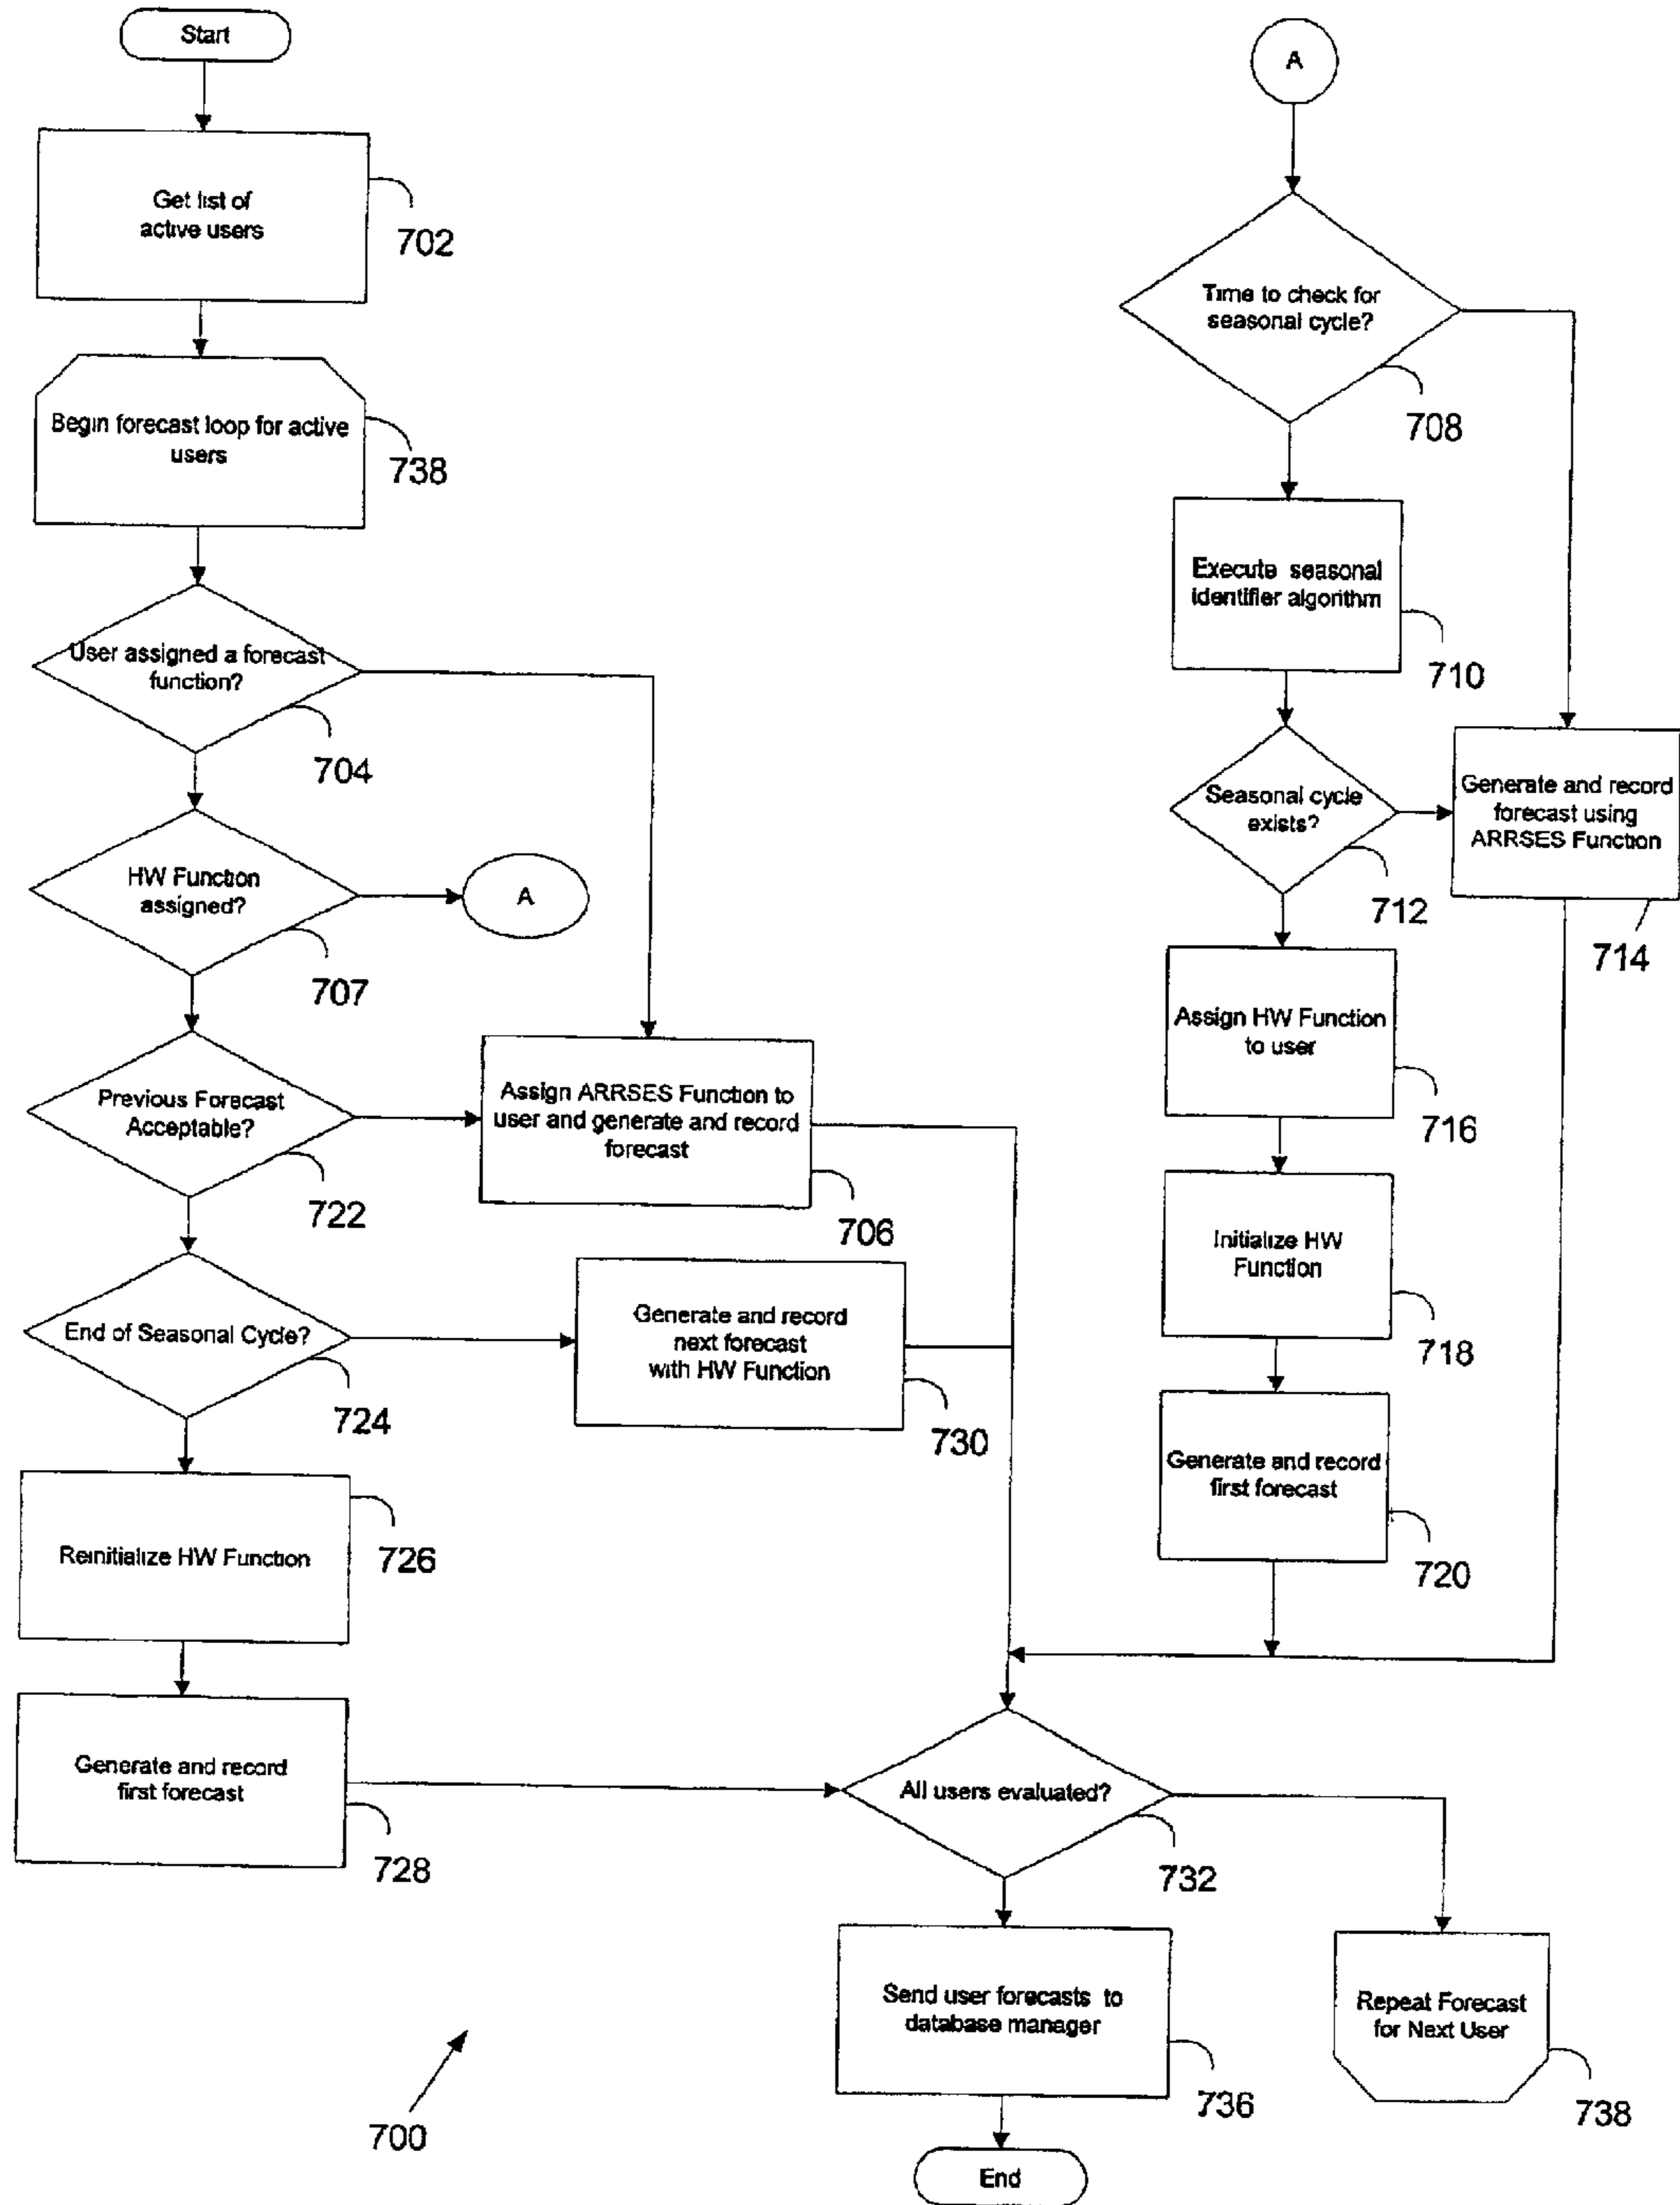 Start
Get list of
active users
702
Begin forecast loop for active
users
738
User assigned a forecast
function?
704
HW Function
assigned?
707
A
Previous Forecast
Acceptable?
722
Assign ARRSES Function to
user and generate and record
forecast
706
End of Seasonal Cycle?
724
Generate and record
next forecast
with HW Function
730
Reinitialize HW Function
726
Generate and record
first forecast
728
A
Time to check for
seasonal cycle?
708
Execute seasonal
identifier algorithm
710
Seasonal cycle
exists?
712
Generate and record
forecast using
ARRSES Function
714
Assign HW Function
to user
716
Initialize HW
Function
718
Generate and record
first forecast
720
All users evaluated?
732
Send user forecasts to
database manager
736
Repeat Forecast
for Next User
738
End
700